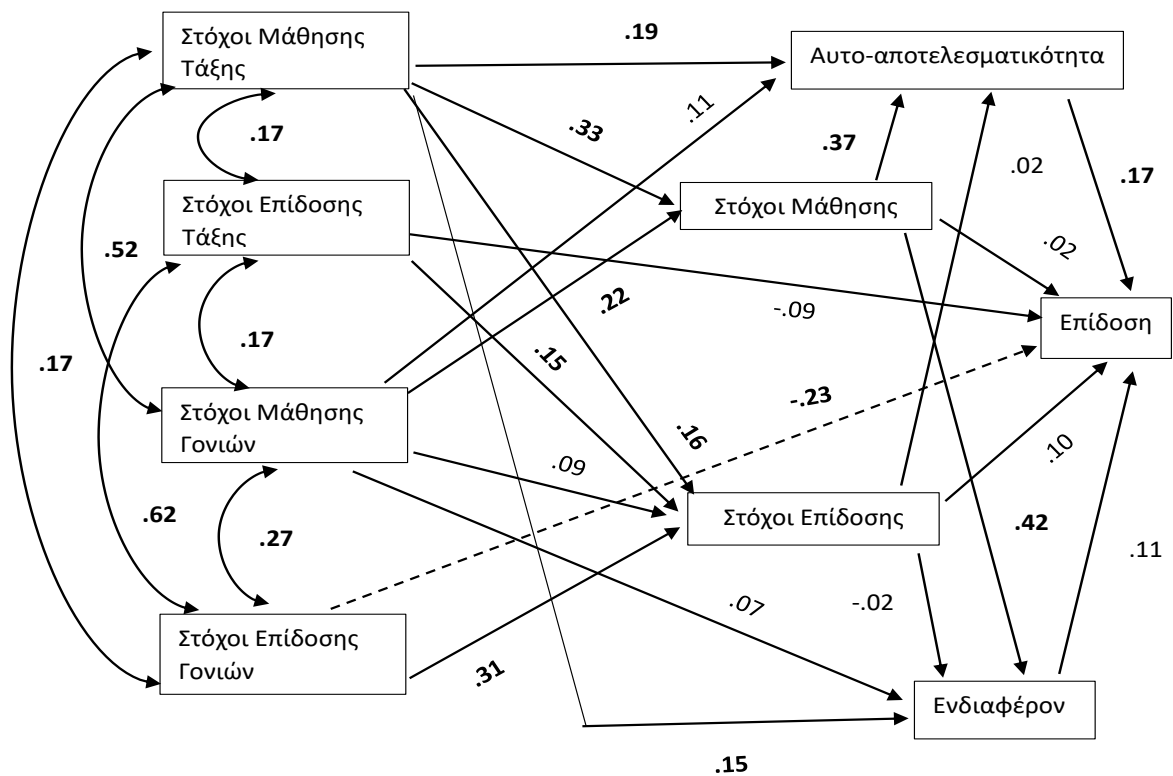 Στόχοι Μάθησης
Τάξης
.19
Αυτο-αποτελεσματικότητα
.11
.33
.17
.37
.02
.17
Στόχοι Επίδοσης
Τάξης
Στόχοι Μάθησης
.52
.02
.22
-.09
Επίδοση
.17
.17
.15
-.23
Στόχοι Μάθησης
Γονιών
.16
.09
.10
Στόχοι Επίδοσης
.62
.27
.42
.11
.07
-.02
Στόχοι Επίδοσης
Γονιών
.31
Ενδιαφέρον
.15